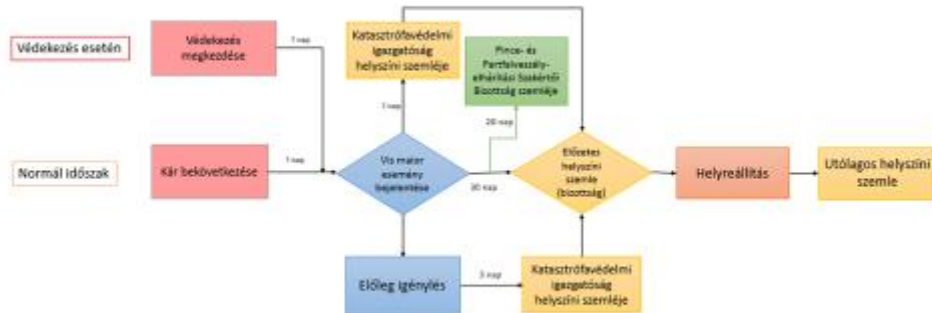 Védekezés esetén
Védekezés
megkezdése
1 nap
Katasztrófavédelmi
Igazgatóság
helyszíni szemléje
Pince- és
Partfalveszély-
elhárítási Szakértői
Bizottság szemléje
1 nap
20 nap
Normál időszak
Kár bekövetkezése
1 nap
Vis maior
esemény
bejelentése
30 nap
Előzetes
helyszíni
szemle
(bizottság)
Helyreállítás
Utólagos helyszíni
szemle
Előleg igénylés
3 nap
Katasztrófavédelmi
Igazgatóság
helyszíni szemléje